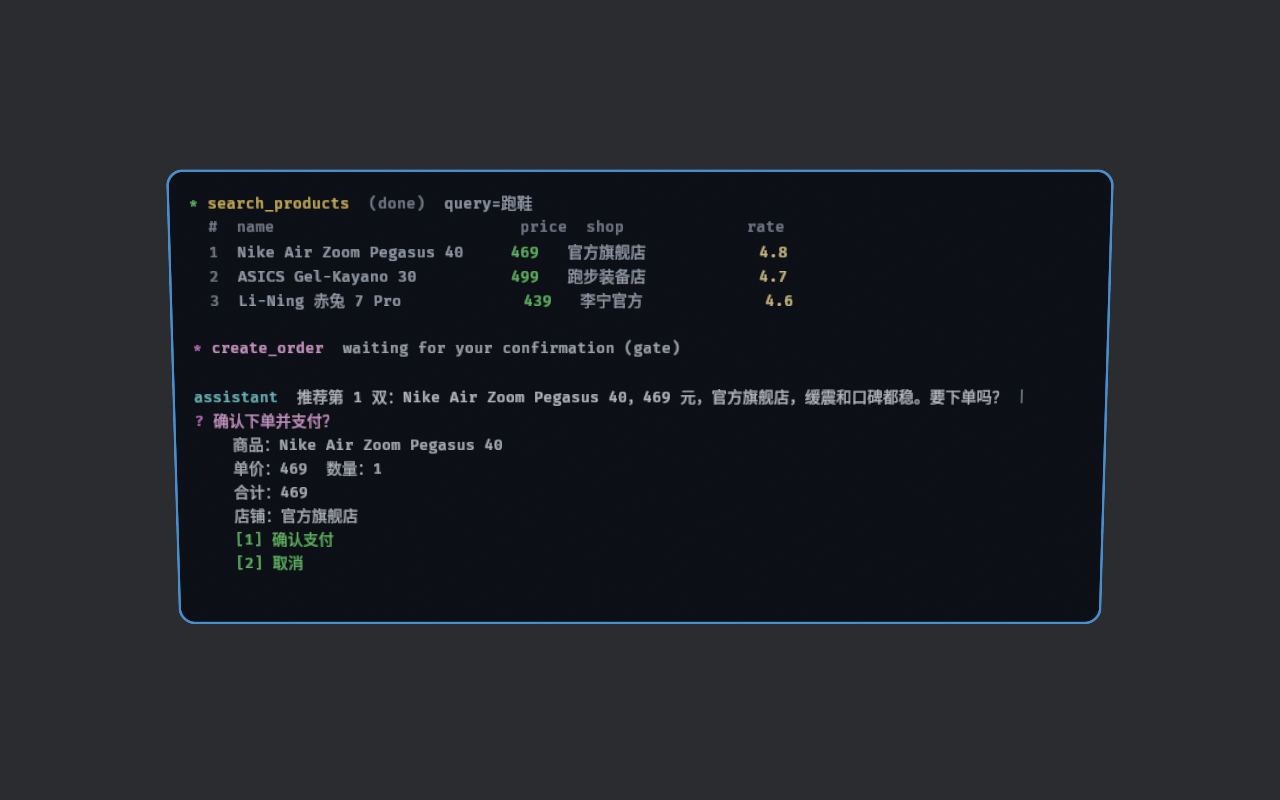 * search_products (done) query=跑鞋
# name price shop rate
1 Nike Air Zoom Pegasus 40 469 官方旗舰店 4.8
2 ASICS Gel-Kayano 30 499 跑步装备店 4.7
3 Li-Ning 赤兔 7 Pro 439 李宁官方 4.6
* create_order waiting for your confirmation (gate)
assistant 推荐第 1 双: Nike Air Zoom Pegasus 40, 469 元, 官方旗舰店, 缓震和口碑都稳。要下单吗? |
? 确认下单并支付?
商品: Nike Air Zoom Pegasus 40
单价: 469 数量: 1
合计: 469
店铺: 官方旗舰店
[1] 确认支付
[2] 取消